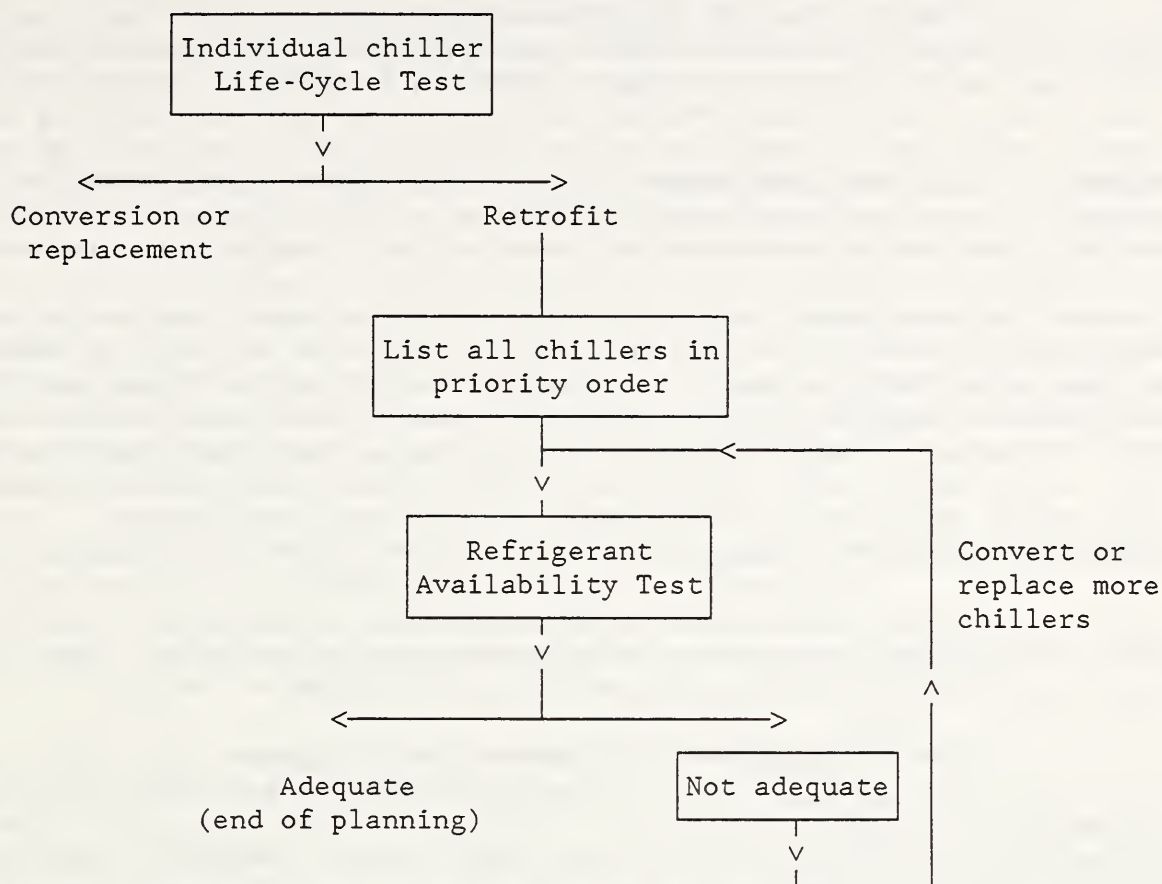 Individual chiller
Life-Cycle Test
Conversion or
replacement
Retrofit
List all chillers in
priority order
Refrigerant
Availability Test
Convert or
replace more
chillers
Adequate
(end of planning)
Not adequate